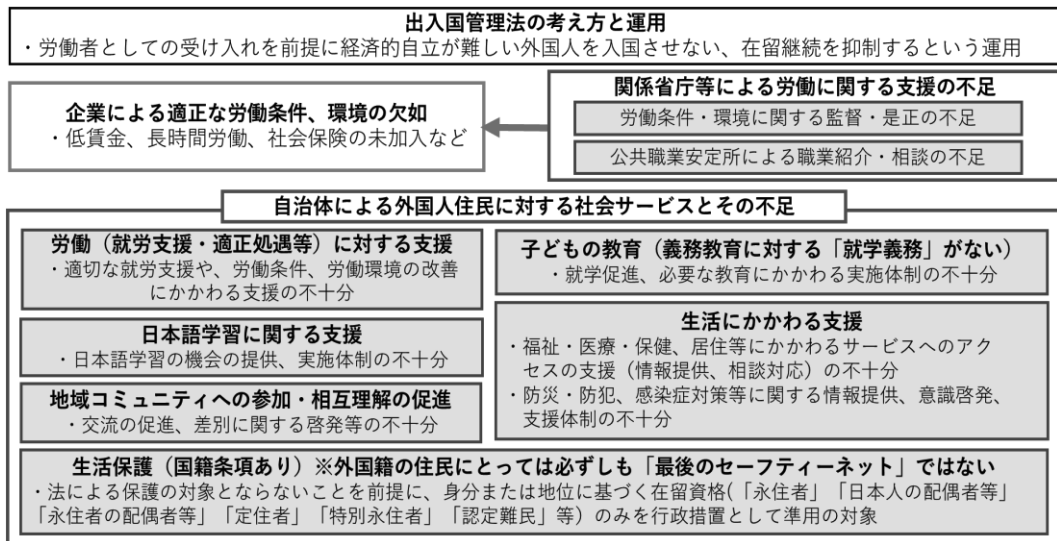 出入国管理法の考え方と運用
・労働者としての受け入れを前提に経済的自立が難しい外国人を入国させない、在留継続を抑制するという運用
企業による適正な労働条件、環境の欠如
・低賃金、長時間労働、社会保険の未加入など
関係省庁等による労働に関する支援の不足
労働条件・環境に関する監督・是正の不足
公共職業安定所による職業紹介・相談の不足
自治体による外国人住民に対する社会サービスとその不足
労働（就労支援・適正処遇等）に対する支援
・適切な就労支援や、労働条件、労働環境の改善
にかかわる支援の不十分
日本語学習に関する支援
・日本語学習の機会の提供、実施体制の不十分
地域コミュニティへの参加・相互理解の促進
・交流の促進、差別に関する啓発等の不十分
子どもの教育（義務教育に対する「就学義務」がない）
・就学促進、必要な教育にかかわる実施体制の不十分
生活にかかわる支援
・福祉・医療・保健、居住等にかかわるサービスへのアク
セスの支援（情報提供、相談対応）の不十分
・防災・防犯、感染症対策等に関する情報提供、意識啓発、
支援体制の不十分
生活保護（国籍条項あり）※外国籍の住民にとっては必ずしも「最後のセーフティーネット」ではない
・法による保護の対象とならないことを前提に、身分または地位に基づく在留資格(「永住者」「日本人の配偶者等」
「永住者の配偶者等」「定住者」「特別永住者」「認定難民」等）のみを行政措置として準用の対象